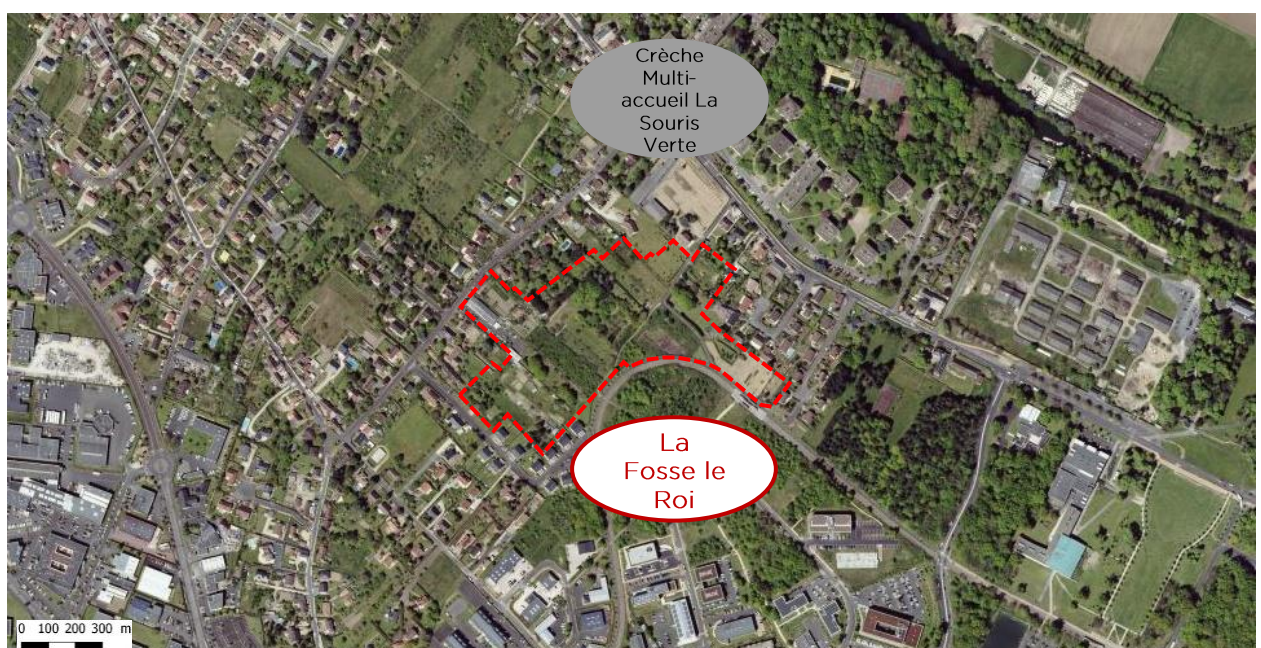 Crèche
Multi-
accueil La
Souris
Verte
La
Fosse le
Roi
0 100 200 300 m